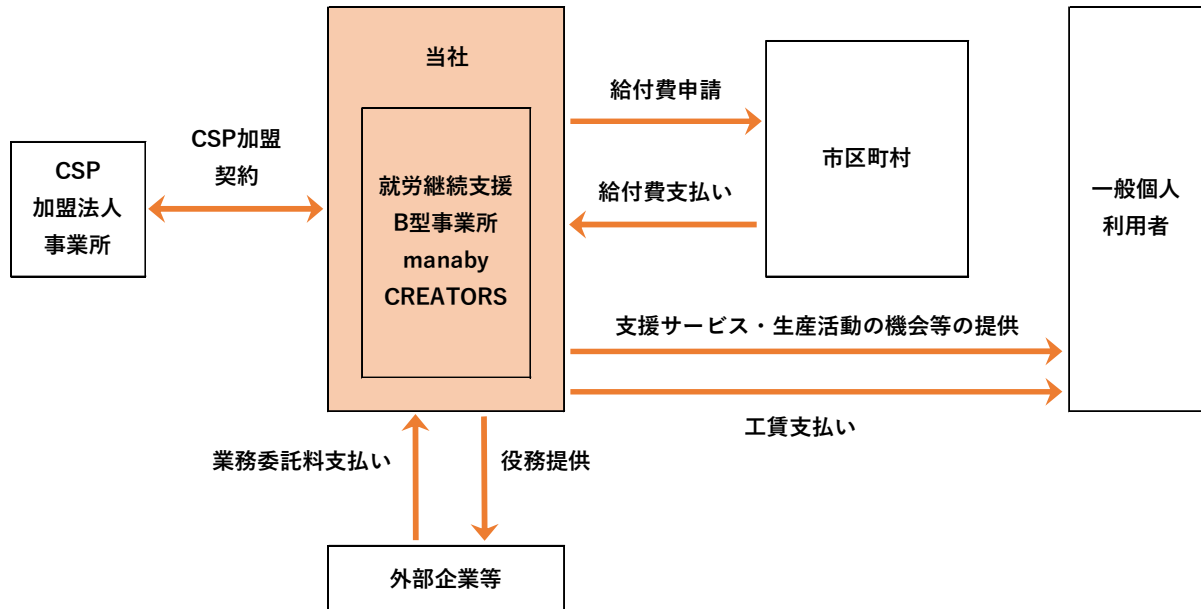 当社
就労継続支援
B型事業所
manaby
CREATORS
CSP
加盟法人
事業所
CSP加盟
契約
給付費申請
給付費支払い
市区町村
一般個人
利用者
支援サービス・生産活動の機会等の提供
工賃支払い
業務委託料支払い
役務提供
外部企業等